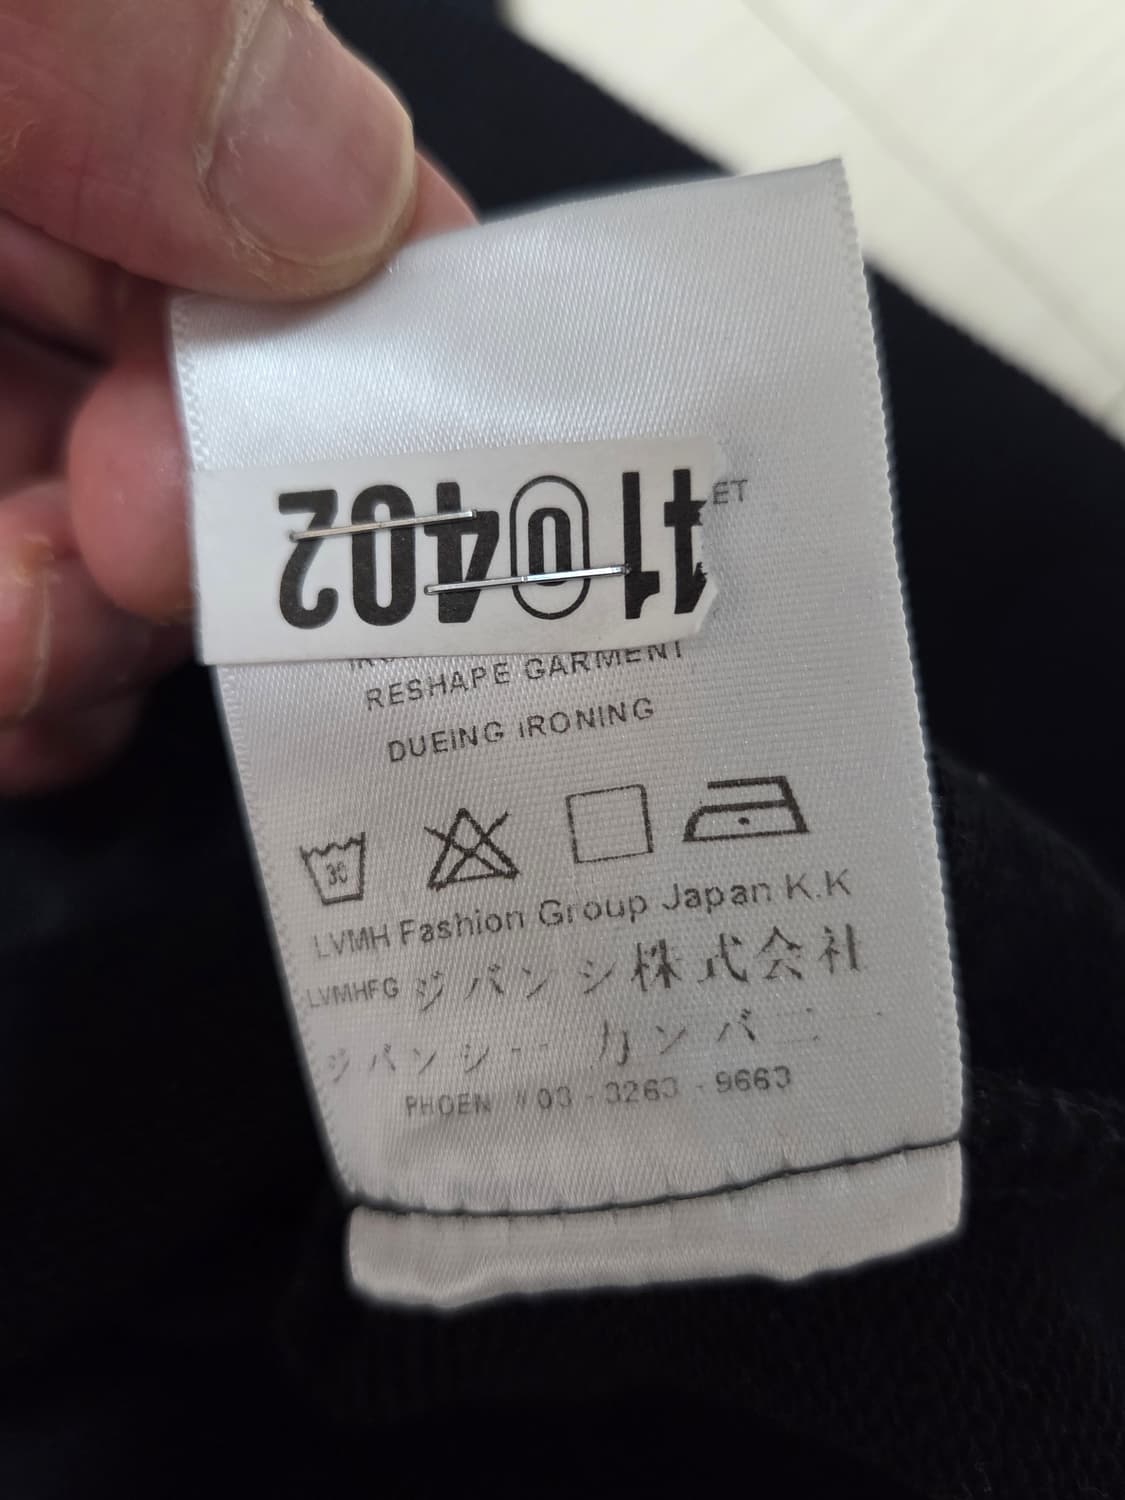 110402
ET
RESHAPE GARMENT
DUEING IRONING
30
LVMH Fashion Group Japan K.K
LVMHFG ジバンシ株式会社
ジバンシー カンパニー
PHOEN #03-3263-9663